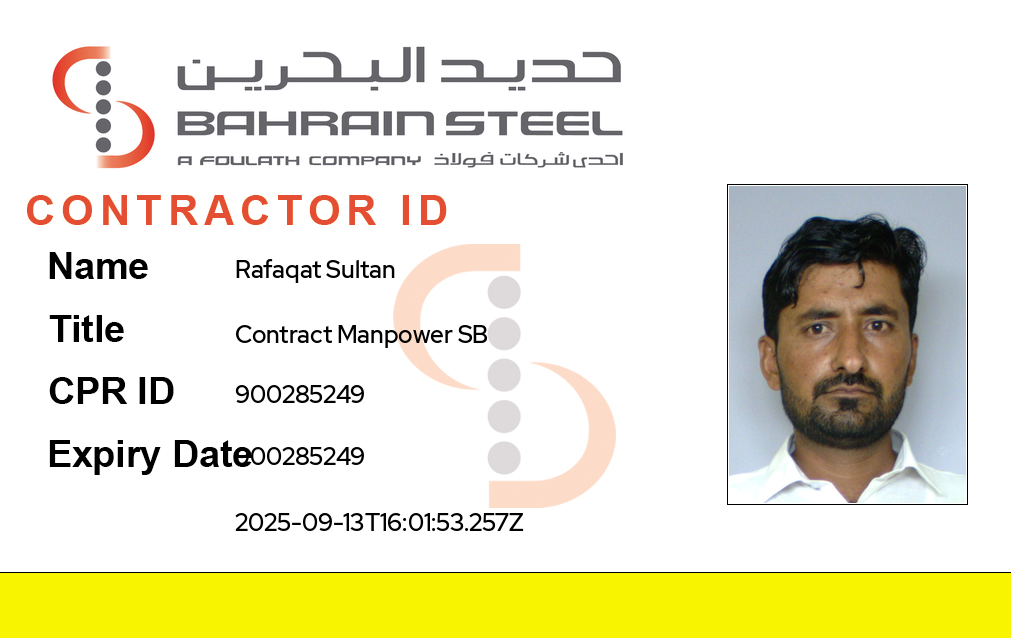 حديد البحرين
BAHRAIN STEEL
A FOULATH COMPANY احدى شركات فولاذ
CONTRACTOR ID
Name Rafaqat Sultan
Title Contract Manpower SB
CPR ID 900285249
Expiry Date 900285249
2025-09-13T16:01:53.257Z